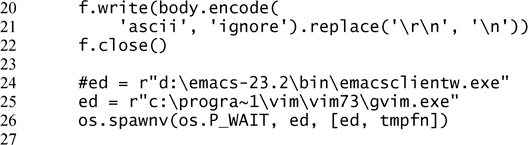 20 f.write(body.encode(
21 'ascii', 'ignore').replace('\r\n', '\n'))
22 f.close()
23
24 #ed = r"d:\emacs-23.2\bin\emacsclientw.exe"
25 ed = r"c:\progra~1\vim\vim73\gvim.exe"
26 os.spawnv(os.P_WAIT, ed, [ed, tmpfn])
27